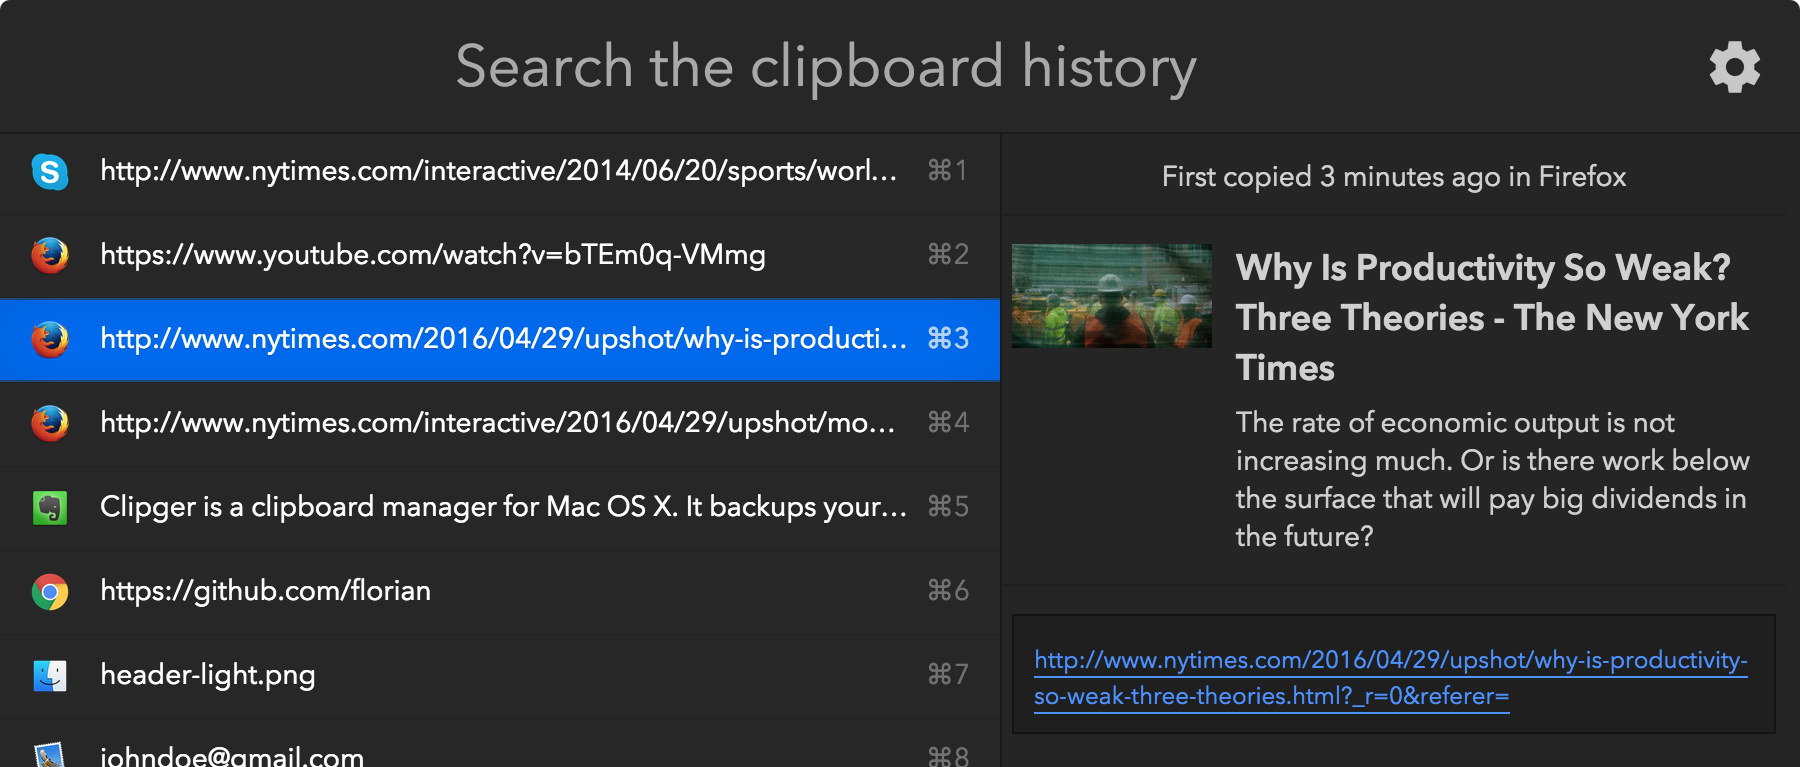 Search the clipboard history
http://www.nytimes.com/interactive/2014/06/20/sports/worl... ⌘1
https://www.youtube.com/watch?v=bTEm0q-VMmg ⌘2
http://www.nytimes.com/2016/04/29/upshot/why-is-producti... ⌘3
http://www.nytimes.com/interactive/2016/04/29/upshot/mo... ⌘4
Clipger is a clipboard manager for Mac OS X. It backups your... ⌘5
https://github.com/florian ⌘6
header-light.png ⌘7
johndoe@gmail.com ⌘8
First copied 3 minutes ago in Firefox
Why Is Productivity So Weak?
Three Theories - The New York
Times
The rate of economic output is not
increasing much. Or is there work below
the surface that will pay big dividends in
the future?
http://www.nytimes.com/2016/04/29/upshot/why-is-productivity-
so-weak-three-theories.html?_r=0&referer=